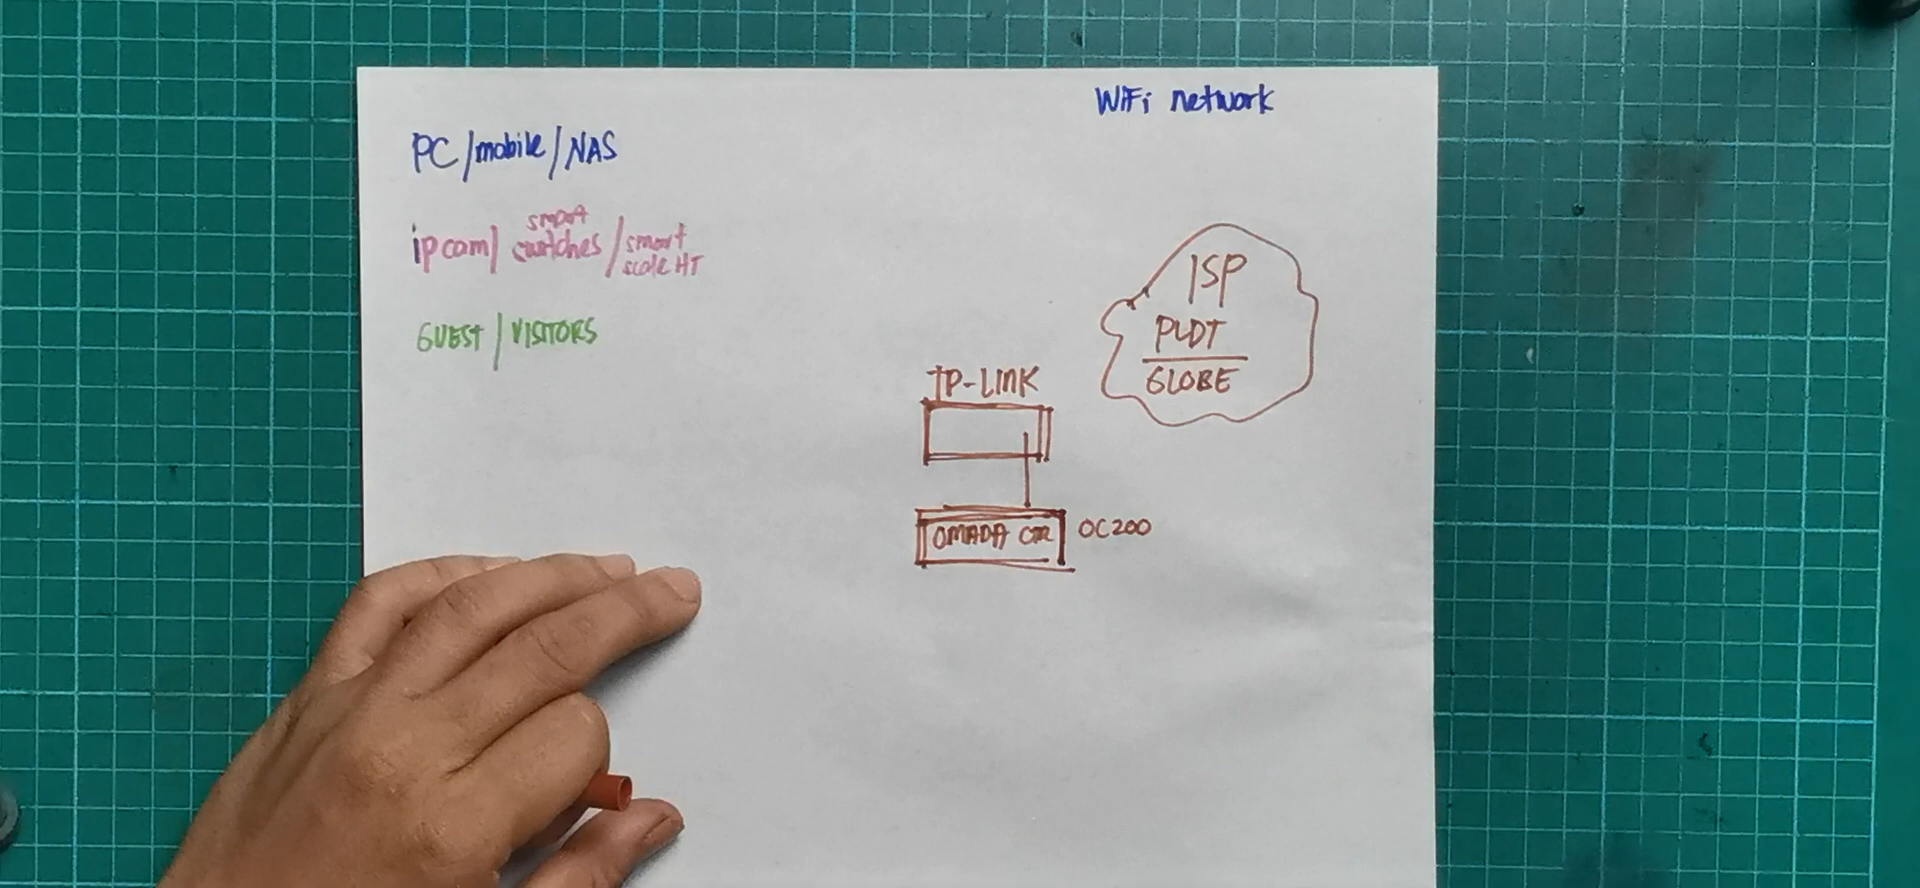 WiFi network
PC/mobile/NAS
ipcam/ smart switches / smart scale HT
GUEST/VISITORS
ISP
PLDT
GLOBE
TP-LINK
OMADA CTR OC200